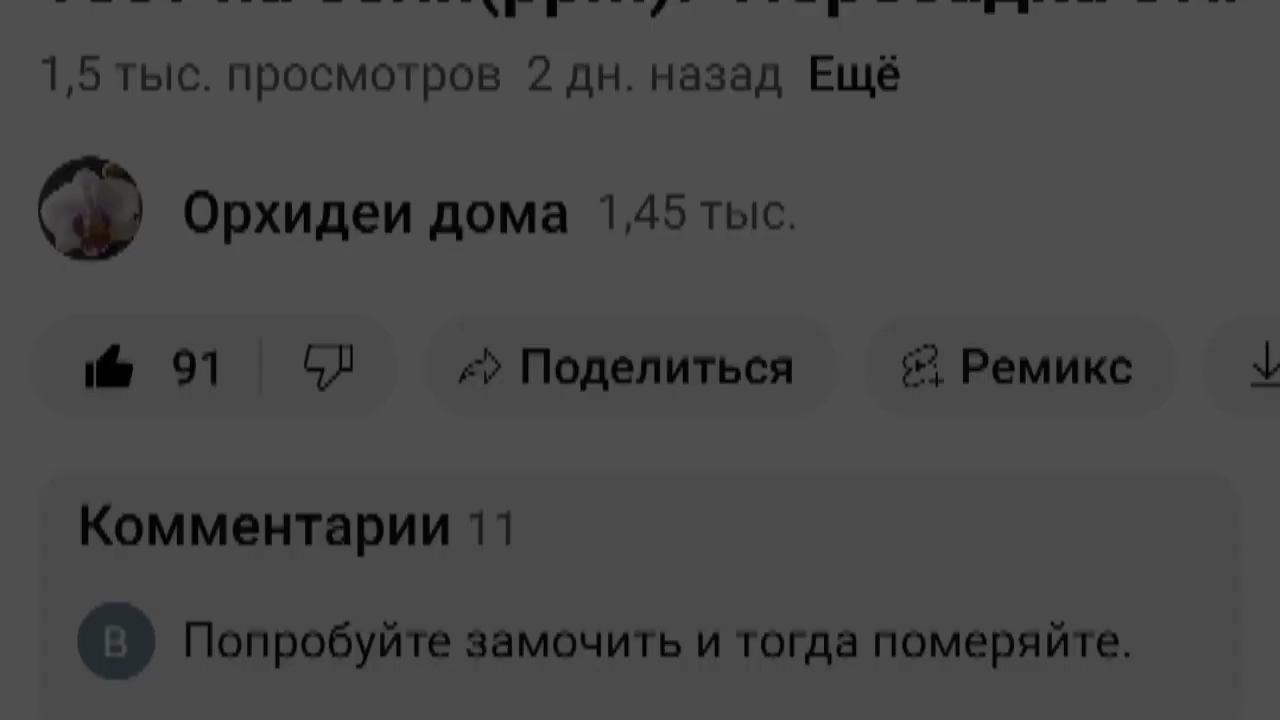 1,5 тыс. просмотров 2 дн. назад Ещё
Орхидеи дома 1,45 тыс.
91 Поделиться Ремикс
Комментарии 11
В Попробуйте замочить и тогда померяйте.